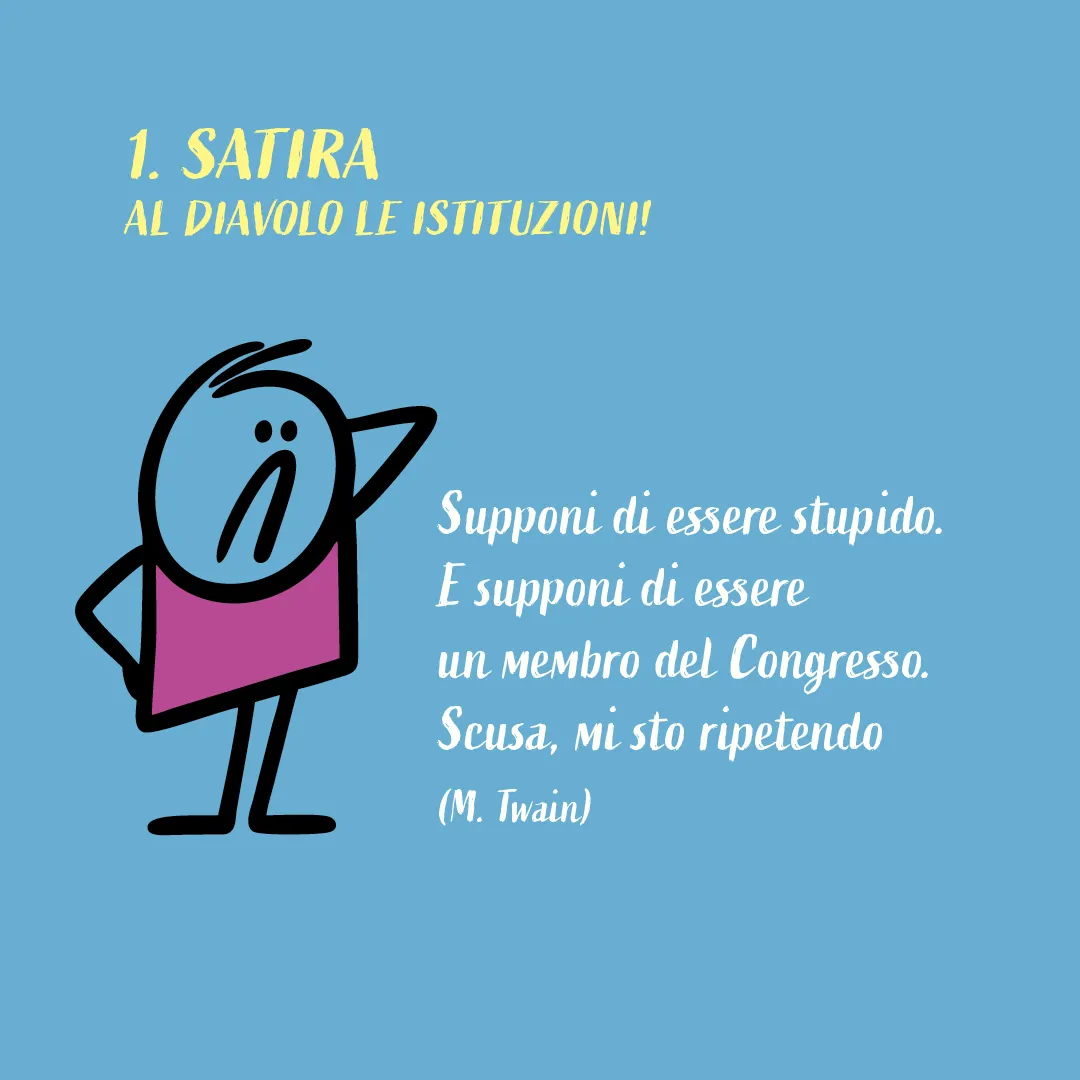 1. SATIRA
AL DIAVOLO LE ISTITUZIONI!
Supponi di essere stupido.
E supponi di essere
un membro del Congresso.
Scusa, mi sto ripetendo
(M. Twain)